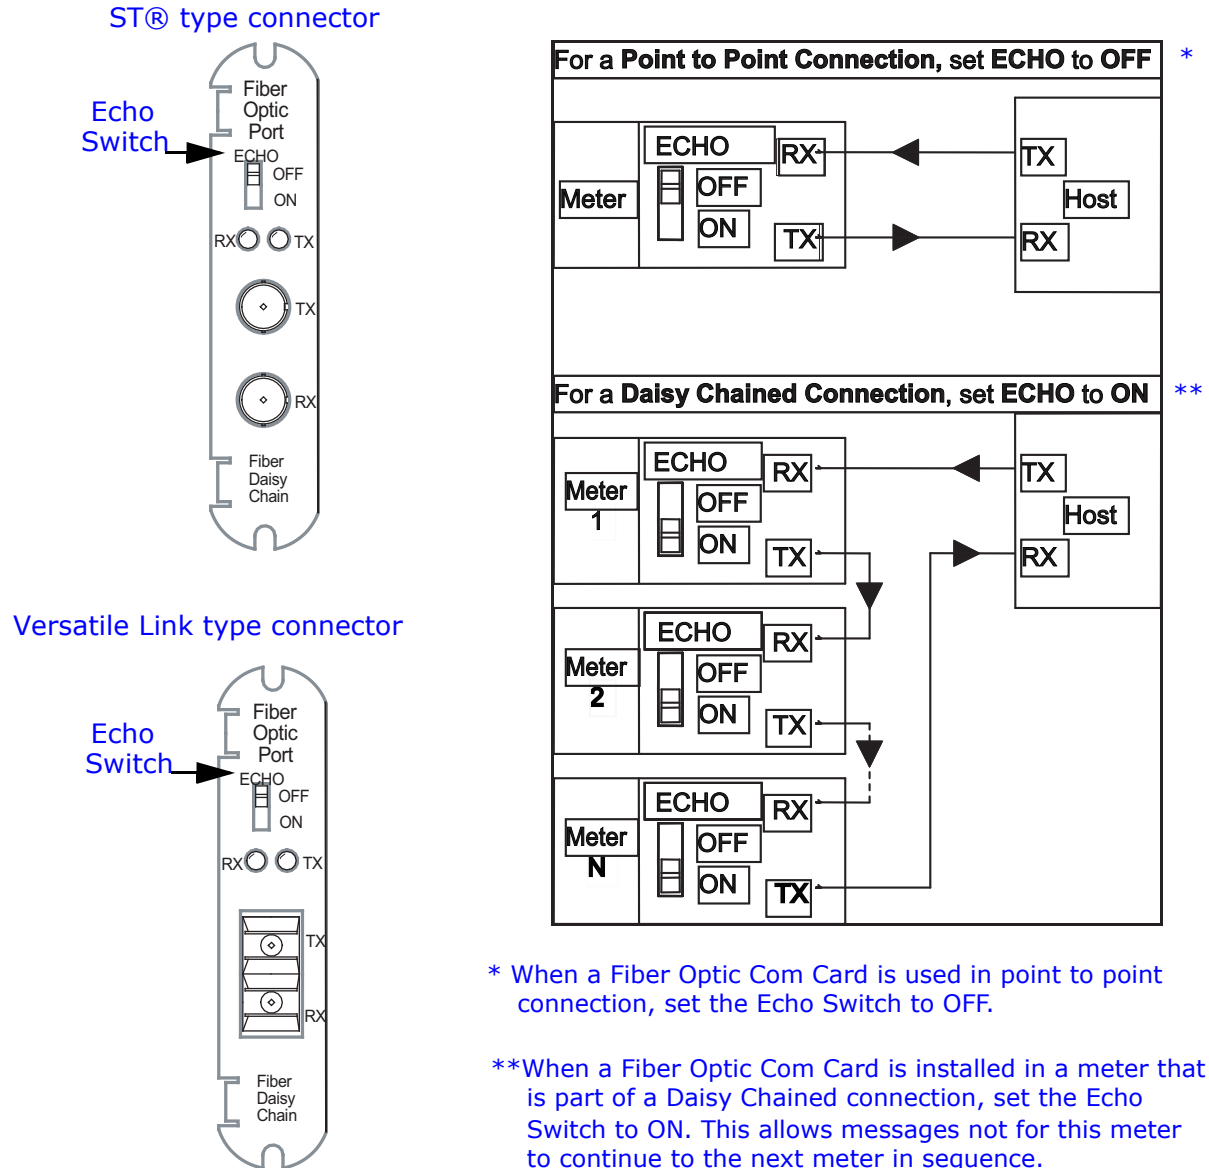 ST® type connector
Fiber
Optic
Port
Echo
Switch
ECHO
OFF
ON
RX
TX
TX
RX
Fiber
Daisy
Chain
Versatile Link type connector
Fiber
Optic
Port
Echo
Switch
ECHO
OFF
ON
RX
TX
TX
RX
Fiber
Daisy
Chain
For a Point to Point Connection, set ECHO to OFF *
Meter
ECHO
OFF
ON
RX
TX
TX
Host
RX
For a Daisy Chained Connection, set ECHO to ON **
Meter
1
ECHO
OFF
ON
RX
TX
TX
Host
RX
Meter
2
ECHO
OFF
ON
RX
TX
Meter
N
ECHO
OFF
ON
RX
TX
* When a Fiber Optic Com Card is used in point to point
connection, set the Echo Switch to OFF.
**When a Fiber Optic Com Card is installed in a meter that
is part of a Daisy Chained connection, set the Echo
Switch to ON. This allows messages not for this meter
to continue to the next meter in sequence.